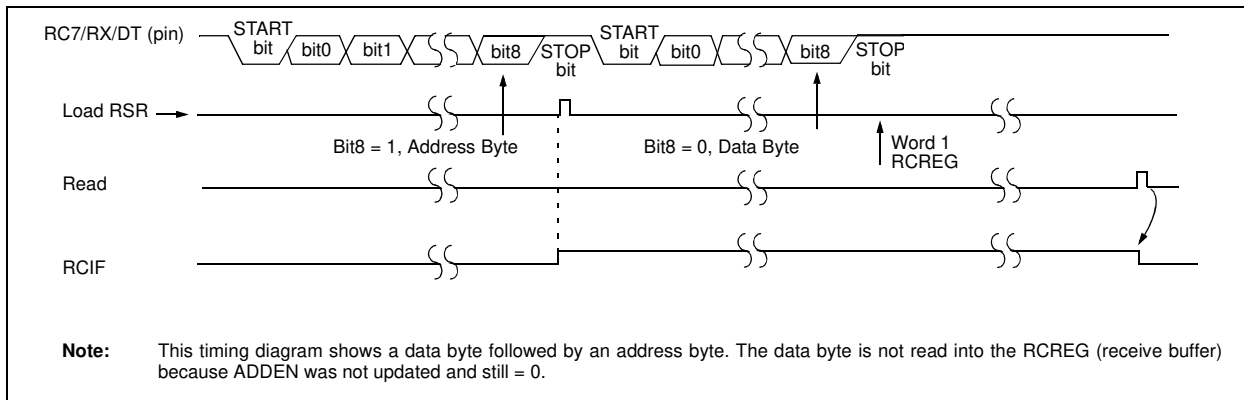 RC7/RX/DT (pin)
START
bit
bit0
bit1
bit8
STOP
bit
START
bit
bit0
bit8
STOP
bit
Load RSR
Bit8 = 1, Address Byte
Bit8 = 0, Data Byte
Word 1
RCREG
Read
RCIF
Note: This timing diagram shows a data byte followed by an address byte. The data byte is not read into the RCREG (receive buffer)
because ADDEN was not updated and still = 0.